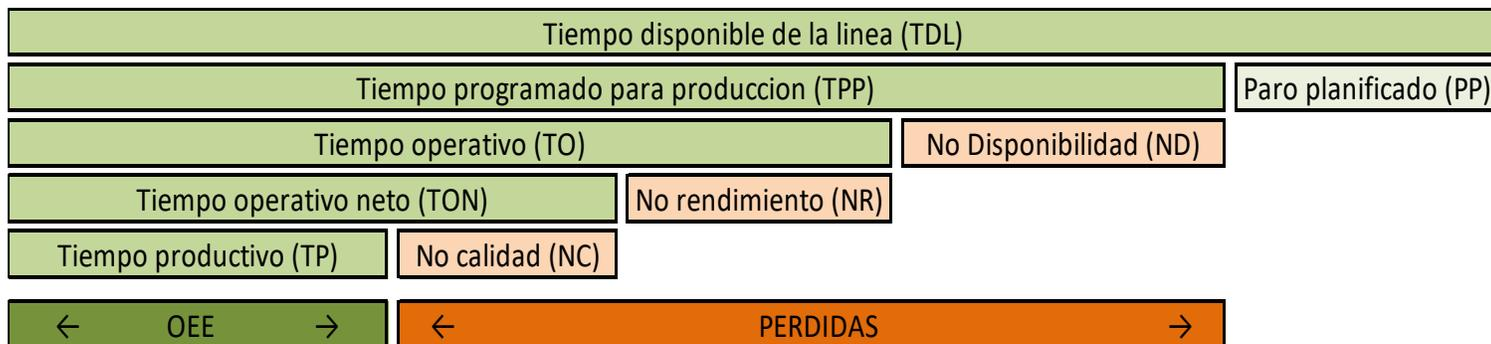 Tiempo disponible de la linea (TDL)
Tiempo programado para produccion (TPP) Paro planificado (PP)
Tiempo operativo (TO) No Disponibilidad (ND)
Tiempo operativo neto (TON) No rendimiento (NR)
Tiempo productivo (TP) No calidad (NC)
← OEE → ← PERDIDAS →